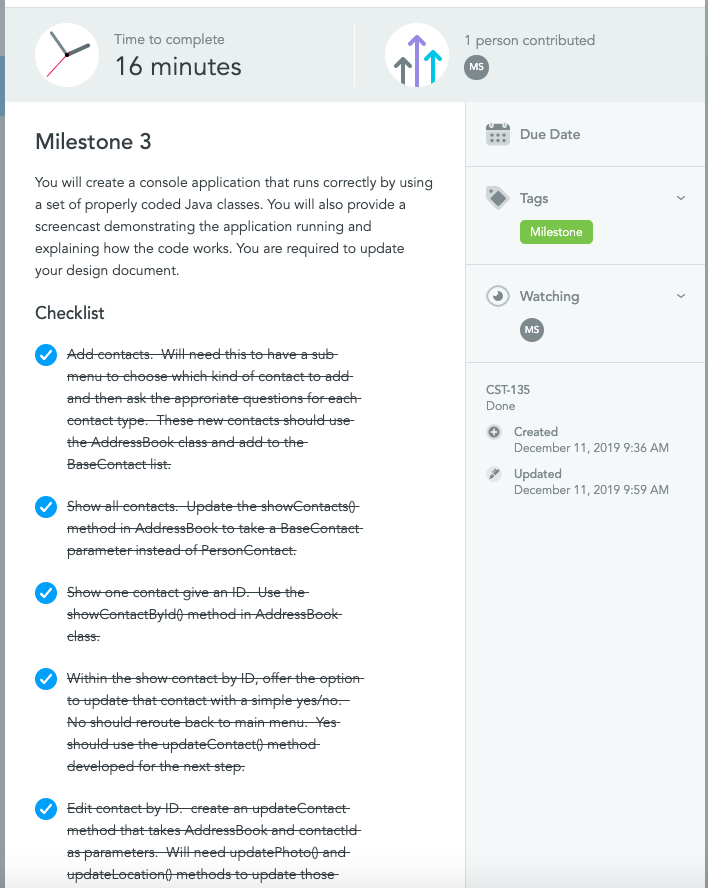 Time to complete
16 minutes
1 person contributed
MS
Milestone 3
You will create a console application that runs correctly by using
a set of properly coded Java classes. You will also provide a
screencast demonstrating the application running and
explaining how the code works. You are required to update
your design document.
Checklist
Add contacts.  Will need this to have a sub
menu to choose which kind of contact to add
and then ask the approriate questions for each
contact type.  These new contacts should use
the AddressBook class and add to the
BaseContact list.
Show all contacts.  Update the showContacts()
method in AddressBook to take a BaseContact
parameter instead of PersonContact.
Show one contact give an ID.  Use the
showContactById() method in AddressBook
class.
Within the show contact by ID, offer the option
to update that contact with a simple yes/no.
No should reroute back to main menu.  Yes
should use the updateContact() method
developed for the next step.
Edit contact by ID.  create an updateContact
method that takes AddressBook and contactId
as parameters.  Will need updatePhoto() and
updateLocation() methods to update those
Due Date
Tags
Milestone
Watching
MS
CST-135
Done
Created
December 11, 2019 9:36 AM
Updated
December 11, 2019 9:59 AM